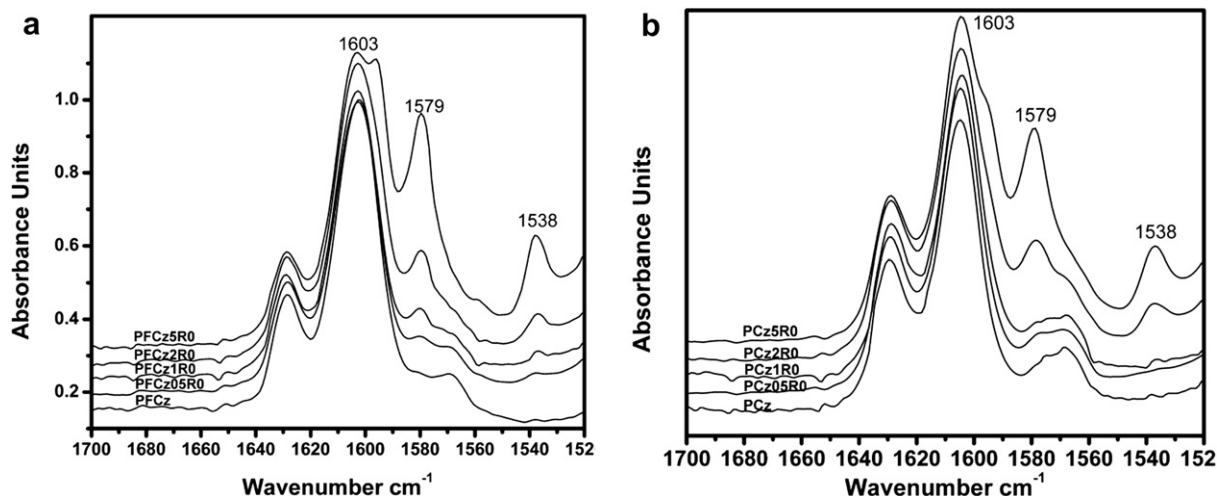 a
1603
1579
1538
1.0
0.8
0.6
0.4
0.2
Absorbance Units
PFCz5R0
PFCz2R0
PFCz1R0
PFCz05R0
PFCz
1700 1680 1660 1640 1620 1600 1580 1560 1540 152
Wavenumber cm-1
b
1603
1579
1538
Absorbance Units
PCz5R0
PCz2R0
PCz1R0
PCz05R0
PCz
1700 1680 1660 1640 1620 1600 1580 1560 1540 152
Wavenumber cm-1